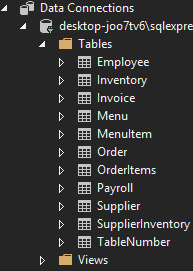 Data Connections
desktop-joo7tv6\sqlexpre
Tables
Employee
Inventory
Invoice
Menu
MenuItem
Order
OrderItems
Payroll
Supplier
SupplierInventory
TableNumber
Views